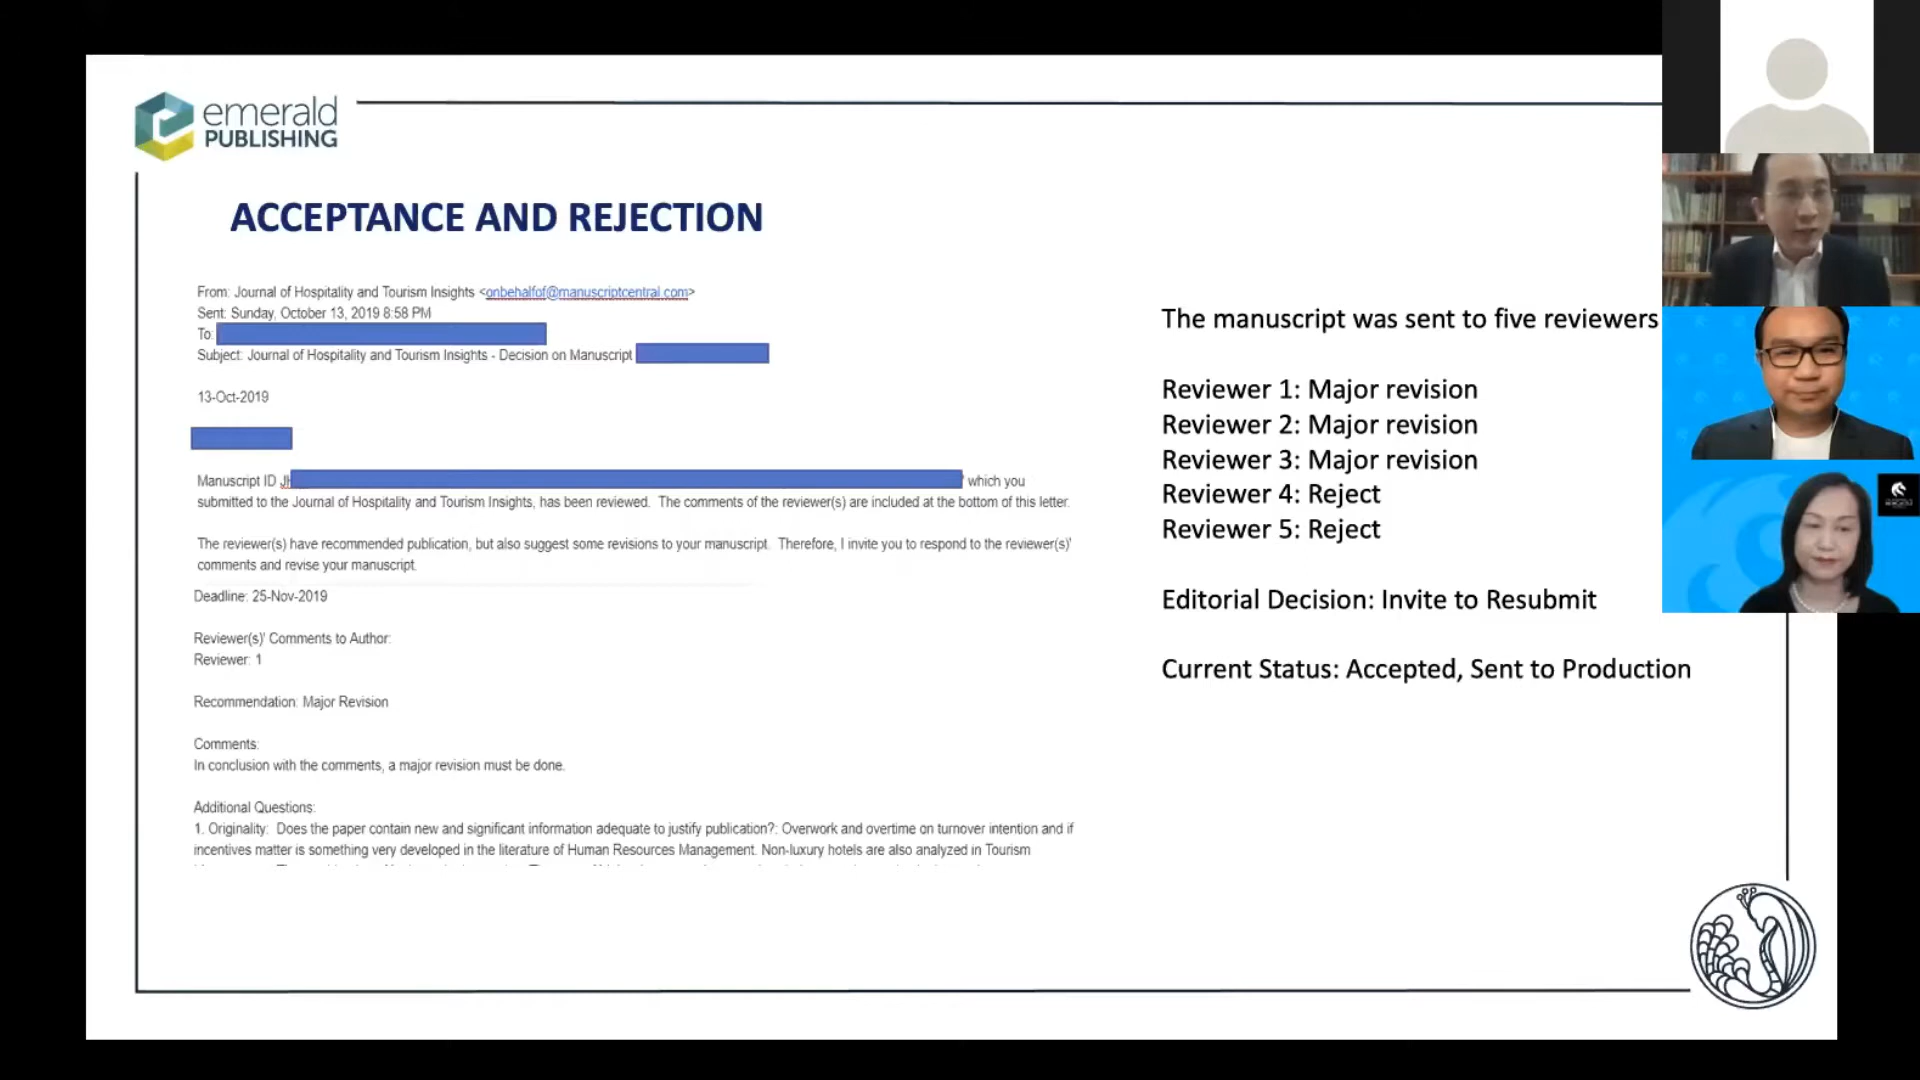 emerald
PUBLISHING
ACCEPTANCE AND REJECTION
From: Journal of Hospitality and Tourism Insights <onbehalfof@manuscriptcentral.com>
Sent: Sunday, October 13, 2019 8:58 PM
To:
Subject: Journal of Hospitality and Tourism Insights - Decision on Manuscript
13-Oct-2019
Manuscript ID JH which you
submitted to the Journal of Hospitality and Tourism Insights, has been reviewed. The comments of the reviewer(s) are included at the bottom of this letter.
The reviewer(s) have recommended publication, but also suggest some revisions to your manuscript. Therefore, I invite you to respond to the reviewer(s)'
comments and revise your manuscript.
Deadline: 25-Nov-2019
Reviewer(s)' Comments to Author:
Reviewer: 1
Recommendation: Major Revision
Comments:
In conclusion with the comments, a major revision must be done.
Additional Questions:
1. Originality: Does the paper contain new and significant information adequate to justify publication?: Overwork and overtime on turnover intention and if
incentives matter is something very developed in the literature of Human Resources Management. Non-luxury hotels are also analyzed in Tourism
The manuscript was sent to five reviewers
Reviewer 1: Major revision
Reviewer 2: Major revision
Reviewer 3: Major revision
Reviewer 4: Reject
Reviewer 5: Reject
Editorial Decision: Invite to Resubmit
Current Status: Accepted, Sent to Production